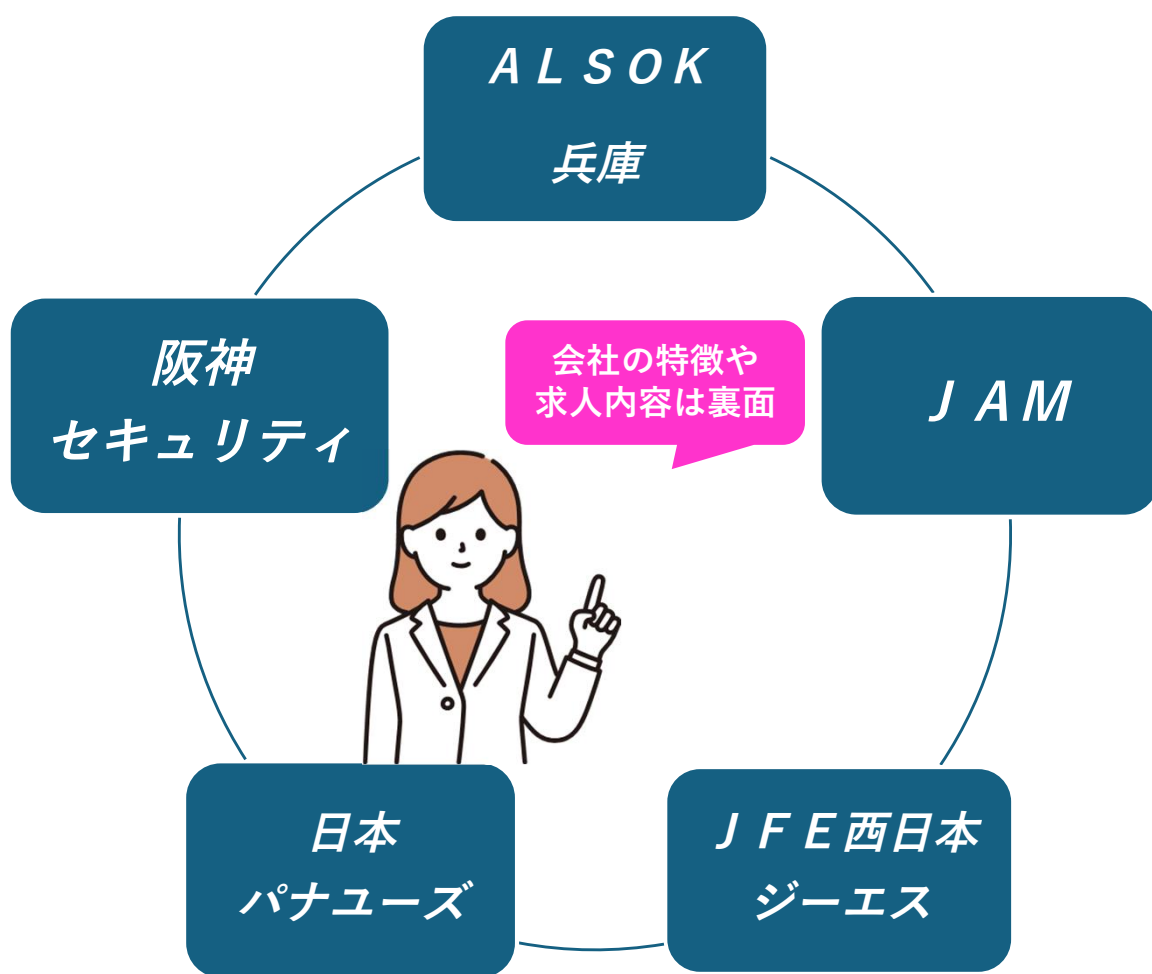 ＡＬＳＯＫ
兵庫
阪神
セキュリティ
会社の特徴や
求人内容は裏面
ＪＡＭ
日本
パナユーズ
ＪＦＥ西日本
ジーエス